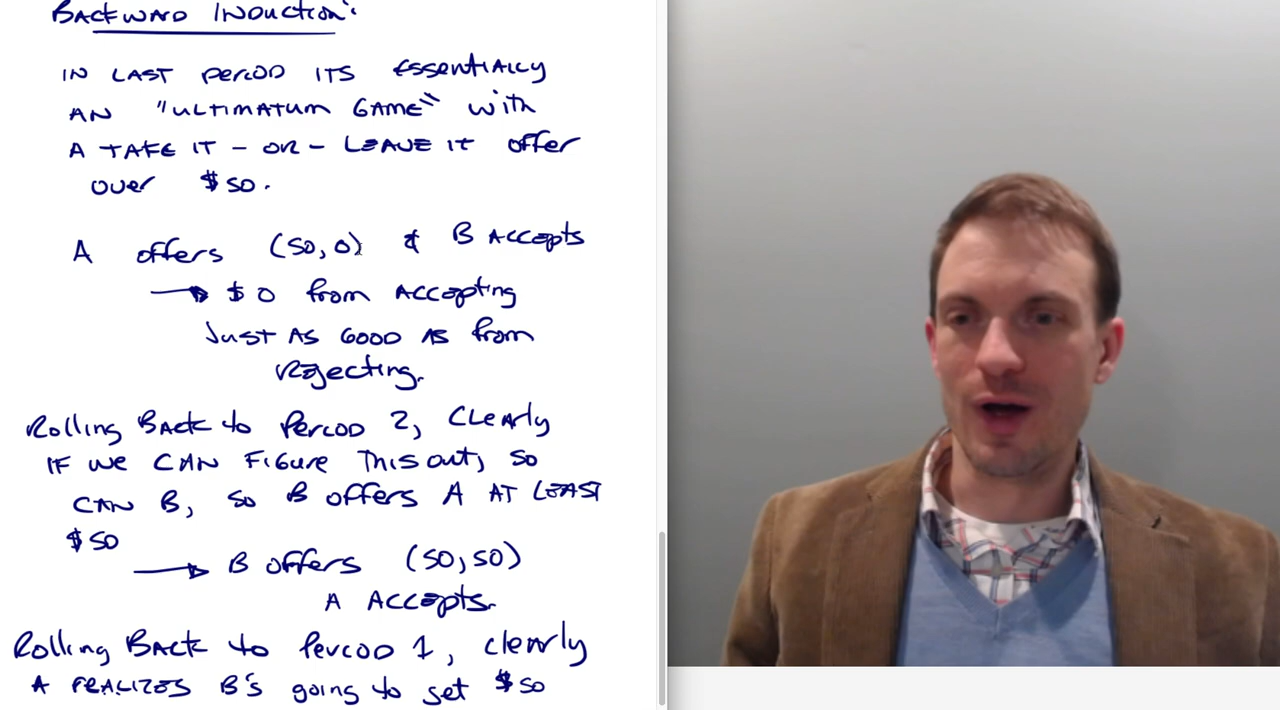 BACKWARD INDUCTION:
IN LAST PERIOD ITS ESSENTIALLY
AN "ULTIMATUM GAME" WITH
A TAKE IT - OR - LEAVE IT OFFER
OVER $50.
A OFFERS (50,0) & B ACCEPTS
→ $0 FROM ACCEPTING
JUST AS GOOD AS FROM
REJECTING.
ROLLING BACK TO PERIOD 2, CLEARLY
IF WE CAN FIGURE THIS OUT, SO
CAN B, SO B OFFERS A AT LEAST
$50
→ B OFFERS (50,50)
A ACCEPTS.
ROLLING BACK TO PERIOD 1, CLEARLY
A REALIZES B'S GOING TO SET $50